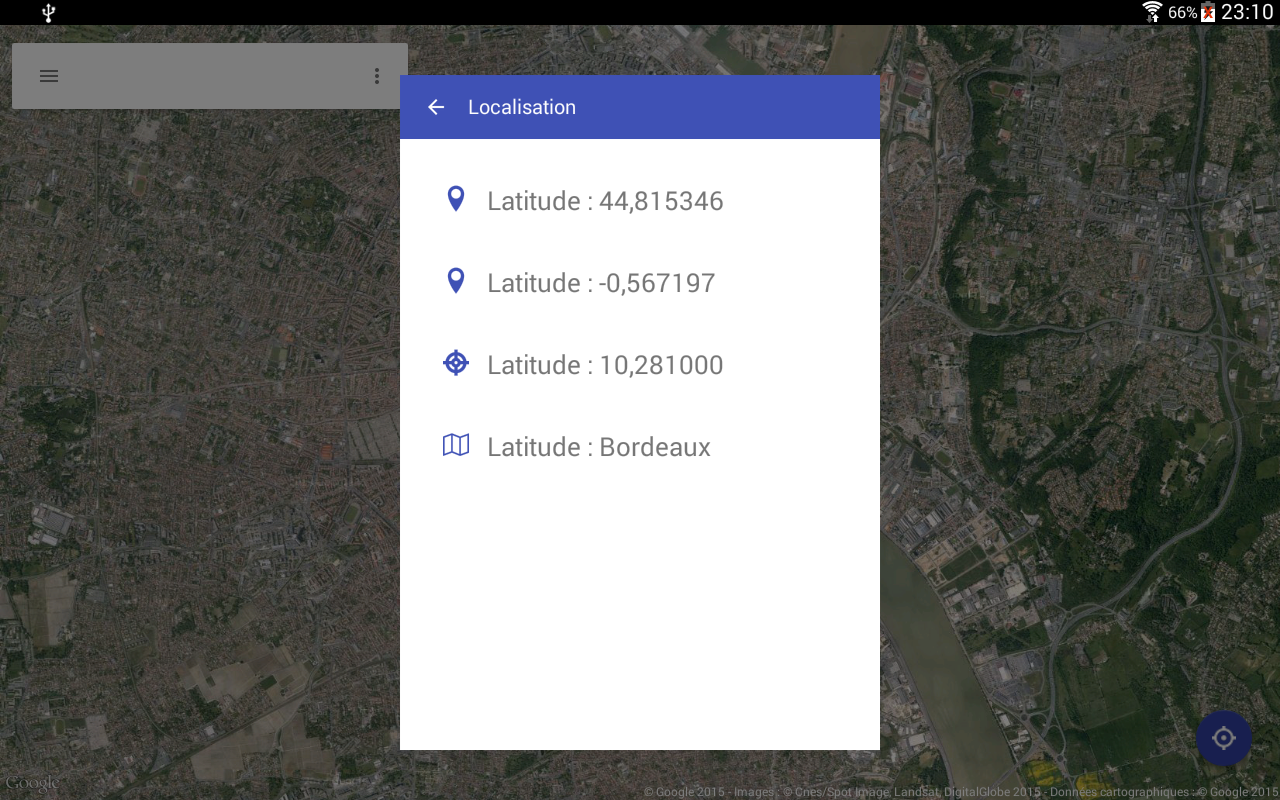 66% 23:10
Localisation
Latitude : 44,815346
Latitude : -0,567197
Latitude : 10,281000
Latitude : Bordeaux
Google
© Google 2015 - Images : © Cnes/Spot Image, Landsat, DigitalGlobe 2015 - Données cartographiques : © Google 2015